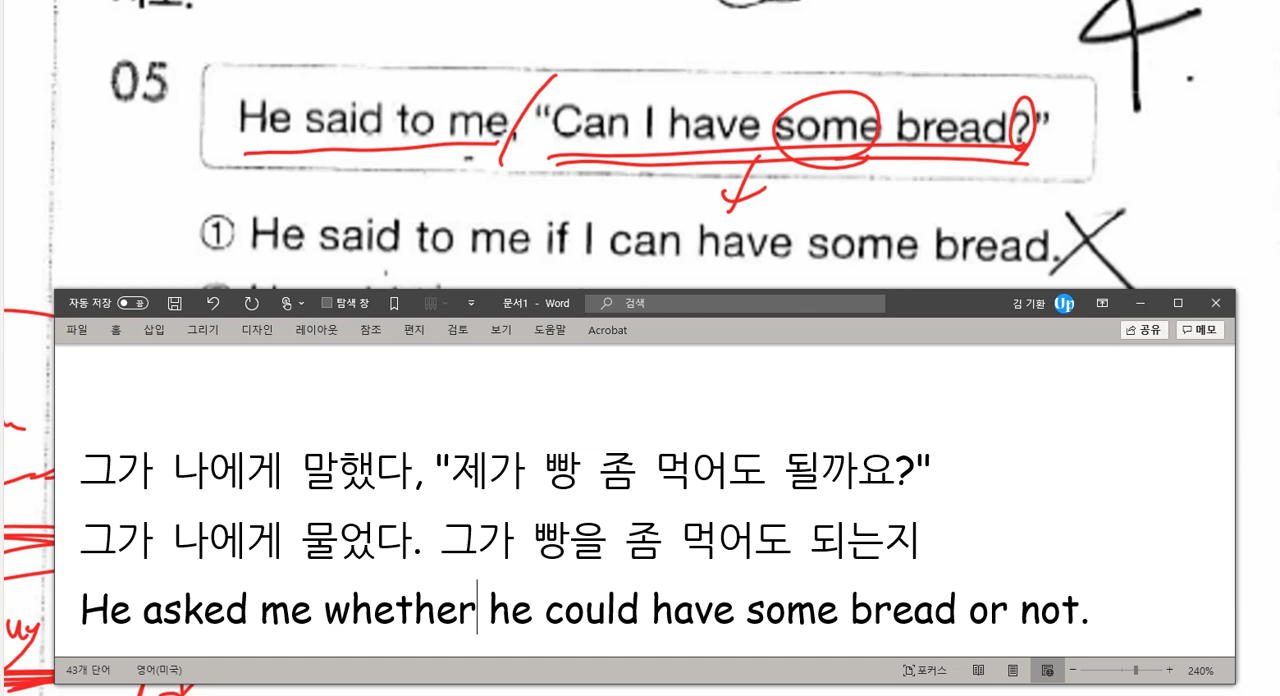 4.
05
He said to me, “Can I have some bread?”
① He said to me if I can have some bread.
자동 저장
탐색 창
문서1 - Word
검색
김 기환
Up
파일 홈 삽입 그리기 디자인 레이아웃 참조 편지 검토 보기 도움말 Acrobat
공유 메모
그가 나에게 말했다, "제가 빵 좀 먹어도 될까요?"
그가 나에게 물었다. 그가 빵을 좀 먹어도 되는지
He asked me whether he could have some bread or not.
uy
43개 단어 영어(미국) 포커스 240%